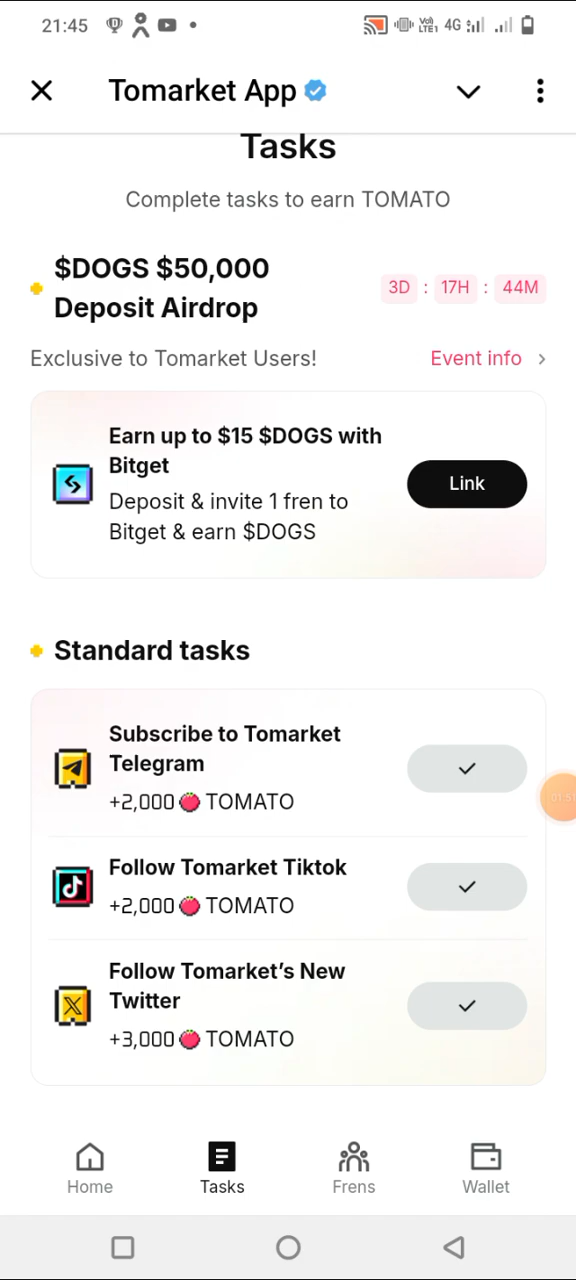 21:45
Voλ LTE1 4G
Tomarket App
Tasks
Complete tasks to earn TOMATO
$DOGS $50,000
Deposit Airdrop
3D : 17H : 44M
Exclusive to Tomarket Users!
Event info
Earn up to $15 $DOGS with
Bitget
Deposit & invite 1 fren to
Bitget & earn $DOGS
Link
Standard tasks
Subscribe to Tomarket
Telegram
+2,000 TOMATO
Follow Tomarket Tiktok
+2,000 TOMATO
Follow Tomarket’s New
Twitter
+3,000 TOMATO
Home
Tasks
Frens
Wallet